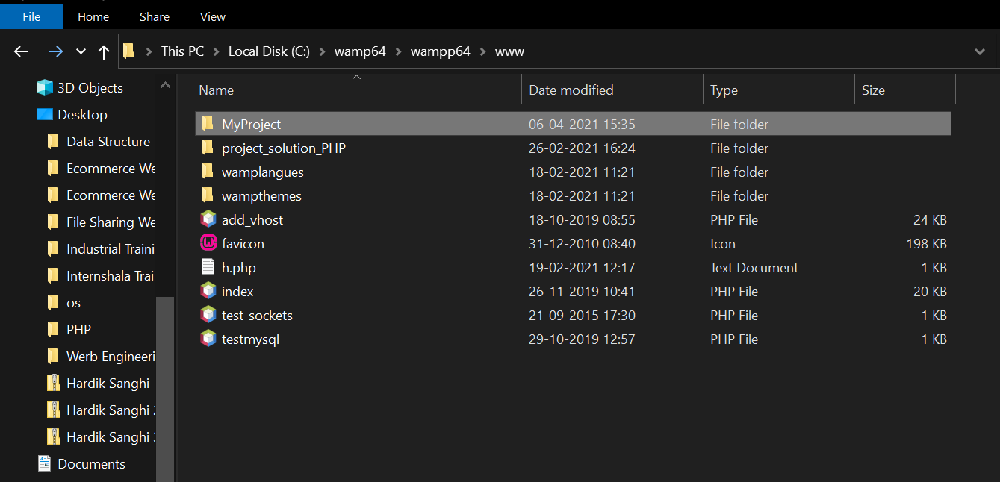 File Home Share View
This PC Local Disk (C:) wamp64 wampp64 www
Name Date modified Type Size
3D Objects
Desktop
Data Structure
Ecommerce We
Ecommerce We
File Sharing We
Industrial Traini
Internshala Trai
os
PHP
Werb Engineeri
Hardik Sanghi
Hardik Sanghi 2
Hardik Sanghi 3
Documents
MyProject 06-04-2021 15:35 File folder
project_solution_PHP 26-02-2021 16:24 File folder
wamplangues 18-02-2021 11:21 File folder
wampthemes 18-02-2021 11:21 File folder
add_vhost 18-10-2019 08:55 PHP File 24 KB
favicon 31-12-2010 08:40 Icon 198 KB
h.php 19-02-2021 12:17 Text Document 1 KB
index 26-11-2019 10:41 PHP File 20 KB
test_sockets 21-09-2015 17:30 PHP File 1 KB
testmysql 29-10-2019 12:57 PHP File 1 KB